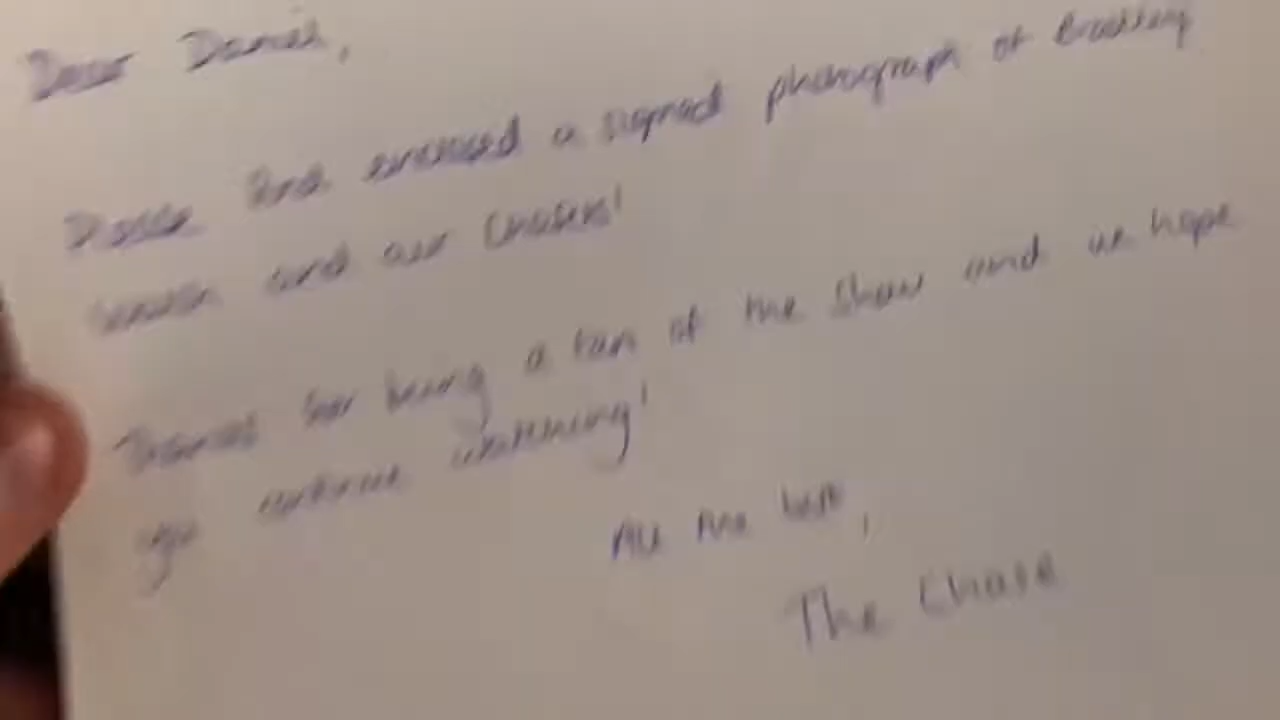 Dear Daniel,
Please find enclosed a signed photograph of Bradley
and our Chasers!
Thanks for being a fan of the show and we hope
you continue watching!
All the best,
The Chase